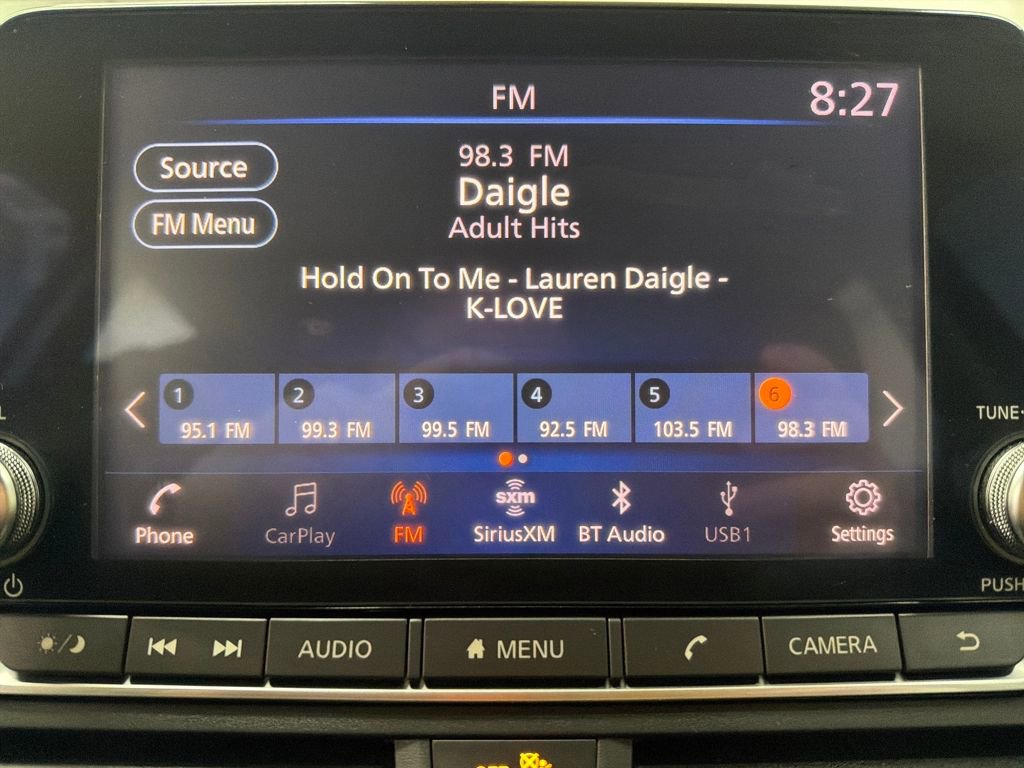 FM
8:27
Source
98.3 FM
Daigle
FM Menu
Adult Hits
Hold On To Me - Lauren Daigle -
K-LOVE
1 2 3 4 5 6
95.1 FM 99.3 FM 99.5 FM 92.5 FM 103.5 FM 98.3 FM
TUNE
sxm
Phone CarPlay FM SiriusXM BT Audio USB1 Settings
PUSH
AUDIO MENU CAMERA